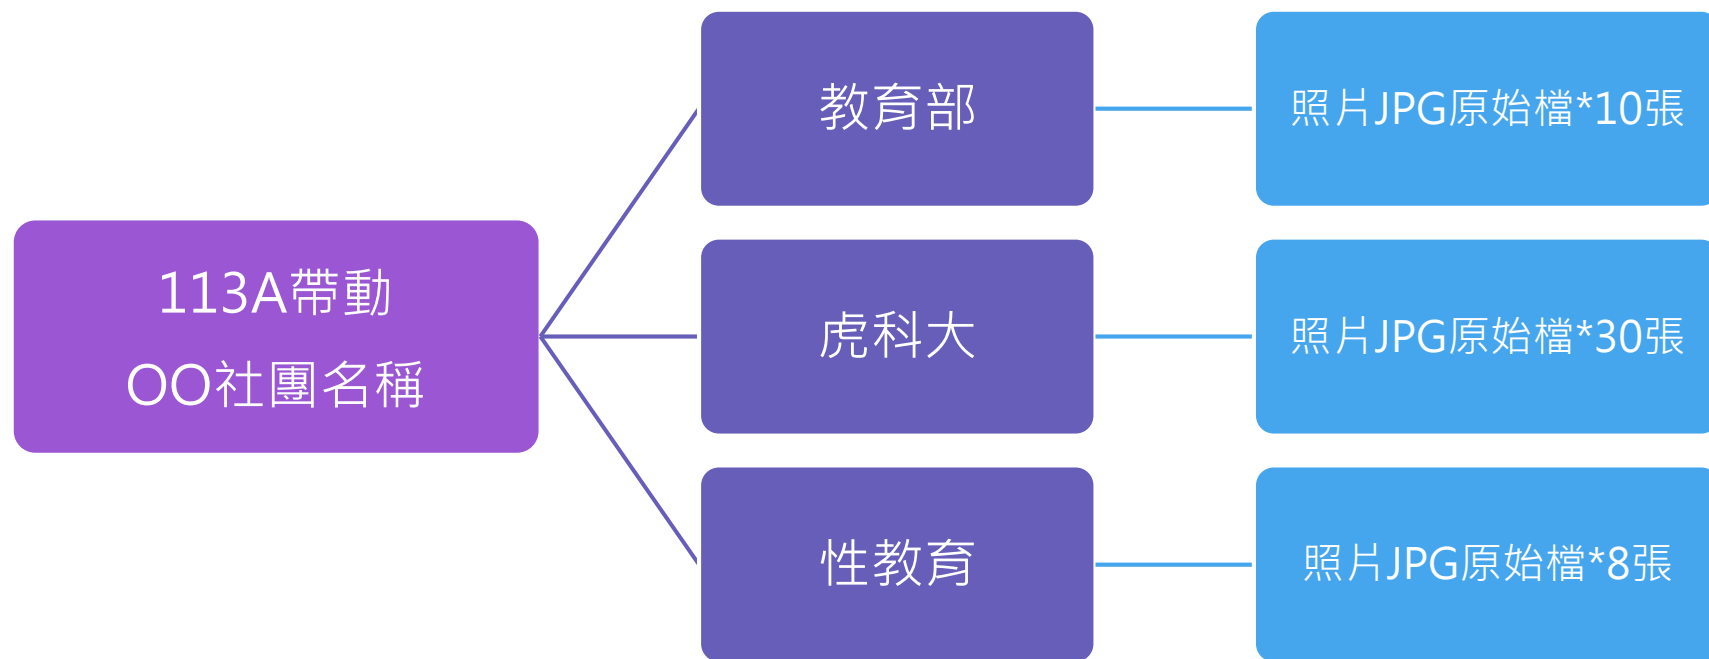 113A帶動
OO社團名稱
教育部
照片JPG原始檔*10張
虎科大
照片JPG原始檔*30張
性教育
照片JPG原始檔*8張